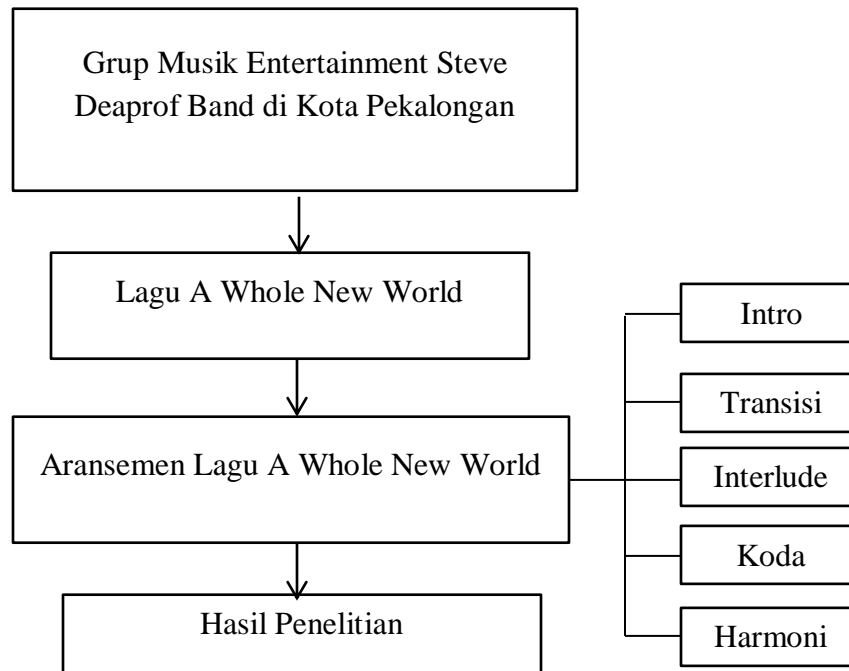 Grup Musik Entertainment Steve
Deaprof Band di Kota Pekalongan
Lagu A Whole New World
Aransemen Lagu A Whole New World
Hasil Penelitian
Intro
Transisi
Interlude
Koda
Harmoni